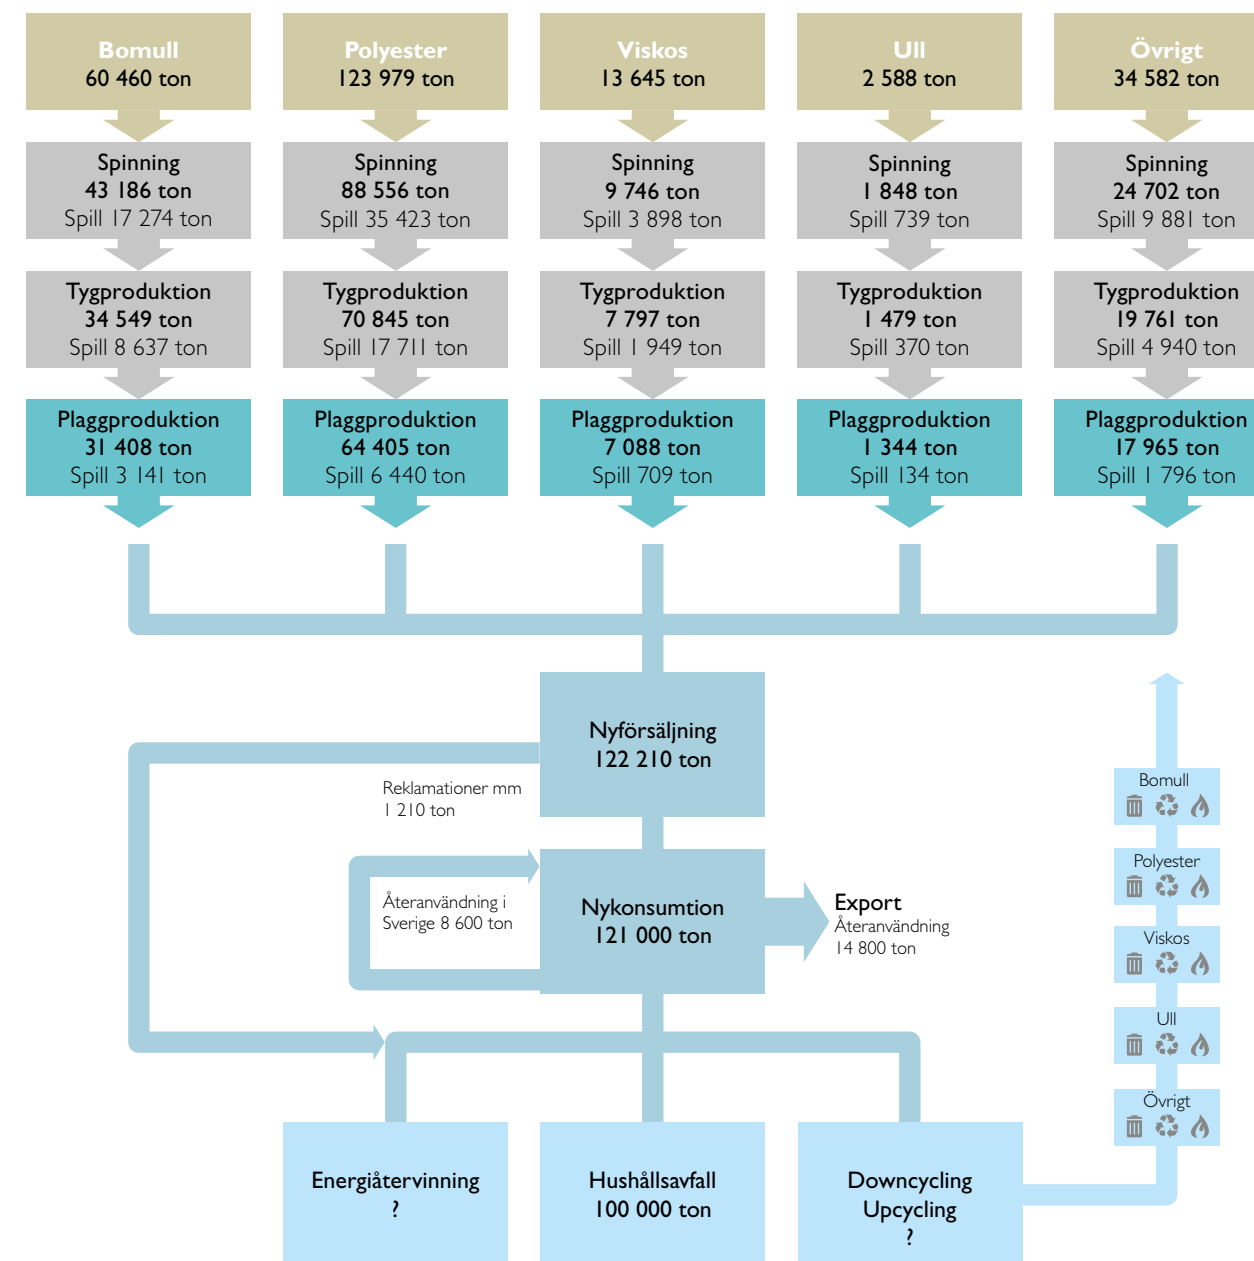 Bomull
60 460 ton
Polyester
123 979 ton
Viskos
13 645 ton
Ull
2 588 ton
Övrigt
34 582 ton
Spinning
43 186 ton
Spill 17 274 ton
Spinning
88 556 ton
Spill 35 423 ton
Spinning
9 746 ton
Spill 3 898 ton
Spinning
1 848 ton
Spill 739 ton
Spinning
24 702 ton
Spill 9 881 ton
Tygproduktion
34 549 ton
Spill 8 637 ton
Tygproduktion
70 845 ton
Spill 17 711 ton
Tygproduktion
7 797 ton
Spill 1 949 ton
Tygproduktion
1 479 ton
Spill 370 ton
Tygproduktion
19 761 ton
Spill 4 940 ton
Plaggproduktion
31 408 ton
Spill 3 141 ton
Plaggproduktion
64 405 ton
Spill 6 440 ton
Plaggproduktion
7 088 ton
Spill 709 ton
Plaggproduktion
1 344 ton
Spill 134 ton
Plaggproduktion
17 965 ton
Spill 1 796 ton
Nyförsäljning
122 210 ton
Reklamationer mm
1 210 ton
Återanvändning i
Sverige 8 600 ton
Nykonsumtion
121 000 ton
Export
Återanvändning
14 800 ton
Bomull
Polyester
Viskos
Ull
Övrigt
Energiåtervinning
?
Hushållsavfall
100 000 ton
Downcycling
Upcycling
?